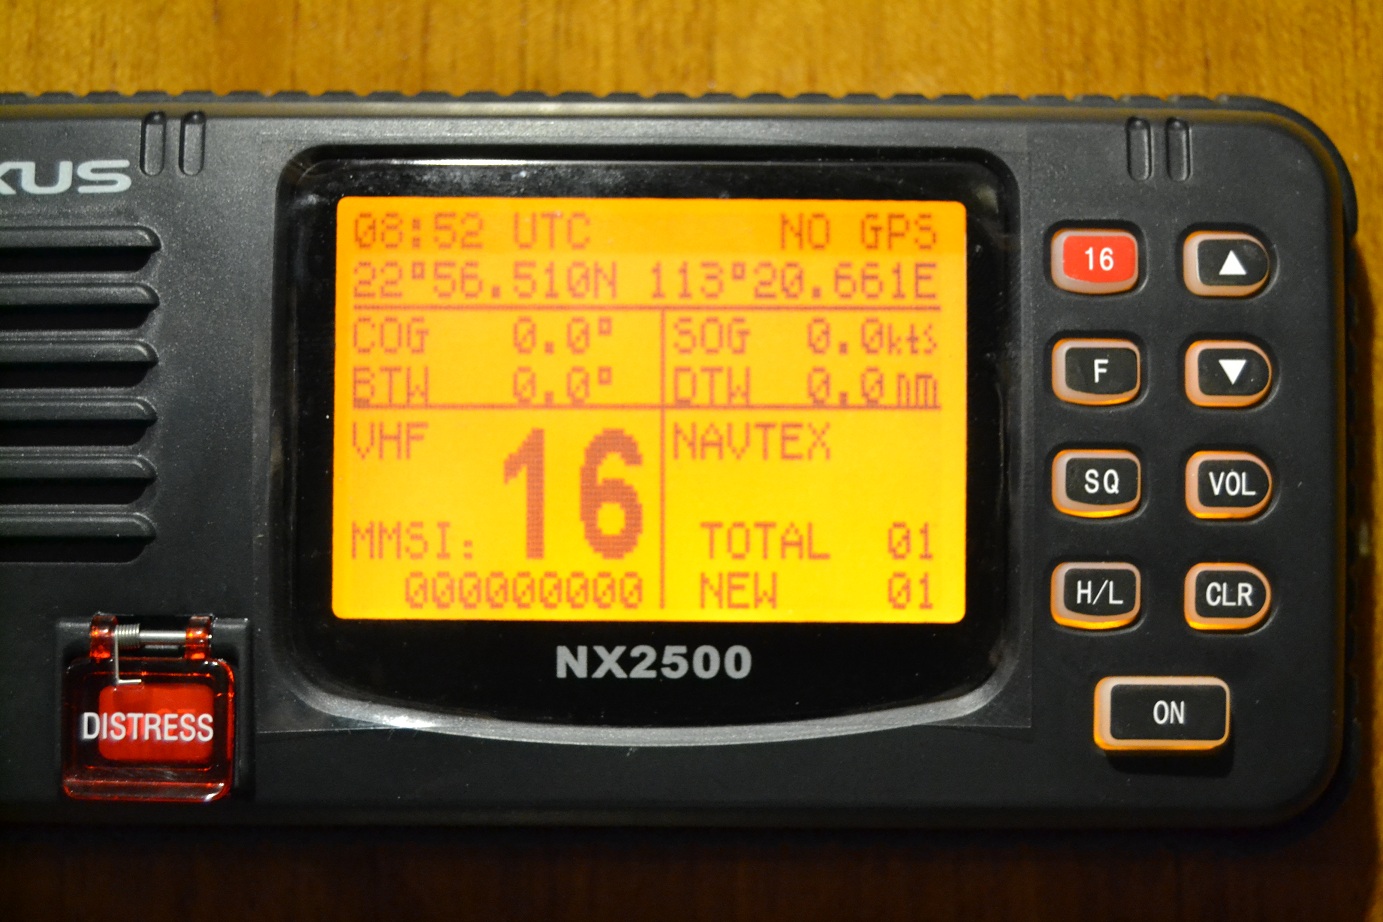 XUS
08:52 UTC NO GPS
22°56.510N 113°20.661E
COG 0.0° SOG 0.0kts
BTW 0.0° DTW 0.0nm
VHF 16 NAVTEX
MMSI: TOTAL 01
000000000 NEW 01
NX2500
DISTRESS
16
F
SQ VOL
H/L CLR
ON